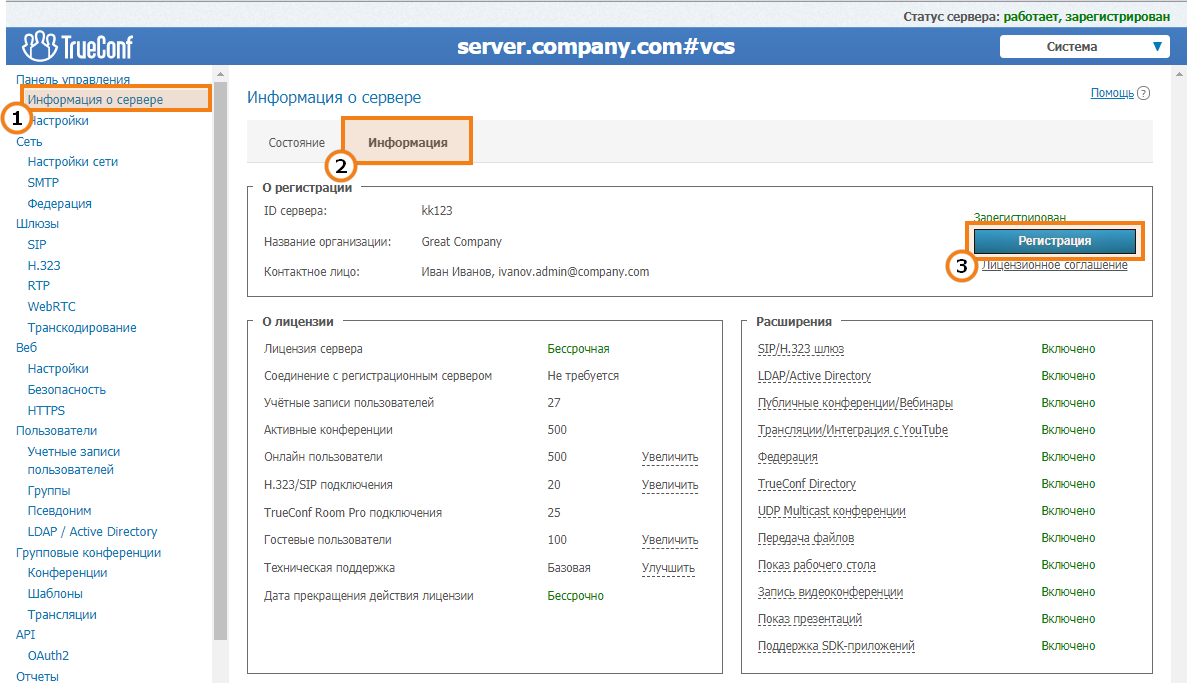 Статус сервера: работает, зарегистрирован
TrueConf
server.company.com#vcs
Система
Панель управления
Информация о сервере
1
Настройки
Сеть
Настройки сети
SMTP
Федерация
Шлюзы
SIP
H.323
RTP
WebRTC
Транскодирование
Веб
Настройки
Безопасность
HTTPS
Пользователи
Учетные записи
пользователей
Группы
Псевдоним
LDAP / Active Directory
Групповые конференции
Конференции
Шаблоны
Трансляции
API
OAuth2
Отчеты
Информация о сервере
Помощь ?
Состояние
Информация
2
О регистрации
ID сервера: kk123
Название организации: Great Company
Контактное лицо: Иван Иванов, ivanov.admin@company.com
Зарегистрирован
Регистрация
3
Лицензионное соглашение
О лицензии
Лицензия сервера Бессрочная
Соединение с регистрационным сервером Не требуется
Учётные записи пользователей 27
Активные конференции 500
Онлайн пользователи 500 Увеличить
H.323/SIP подключения 20 Увеличить
TrueConf Room Pro подключения 25
Гостевые пользователи 100 Увеличить
Техническая поддержка Базовая Улучшить
Дата прекращения действия лицензии Бессрочно
Расширения
SIP/H.323 шлюз Включено
LDAP/Active Directory Включено
Публичные конференции/Вебинары Включено
Трансляции/Интеграция с YouTube Включено
Федерация Включено
TrueConf Directory Включено
UDP Multicast конференции Включено
Передача файлов Включено
Показ рабочего стола Включено
Запись видеоконференции Включено
Показ презентаций Включено
Поддержка SDK-приложений Включено